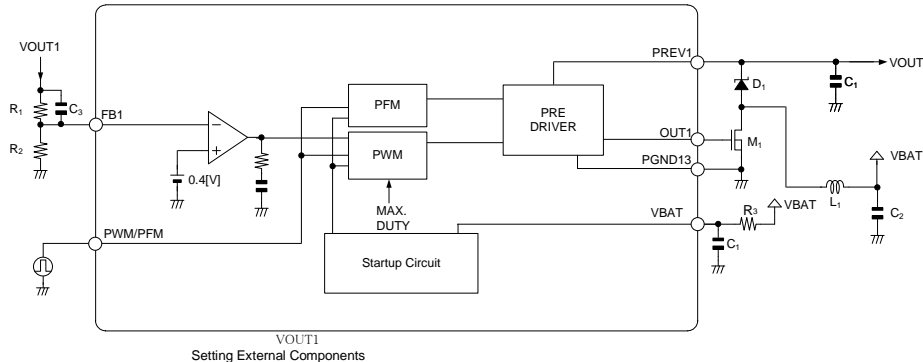 VOUT1
R1
C3
R2
FB1
0.4[V]
PWM/PFM
PFM
PWM
MAX.
DUTY
Startup Circuit
PRE
DRIVER
PREV1
OUT1
PGND13
VBAT
D1
M1
C1
VOUT
R3
VBAT
C1
L1
VBAT
C2
VOUT1
Setting External Components